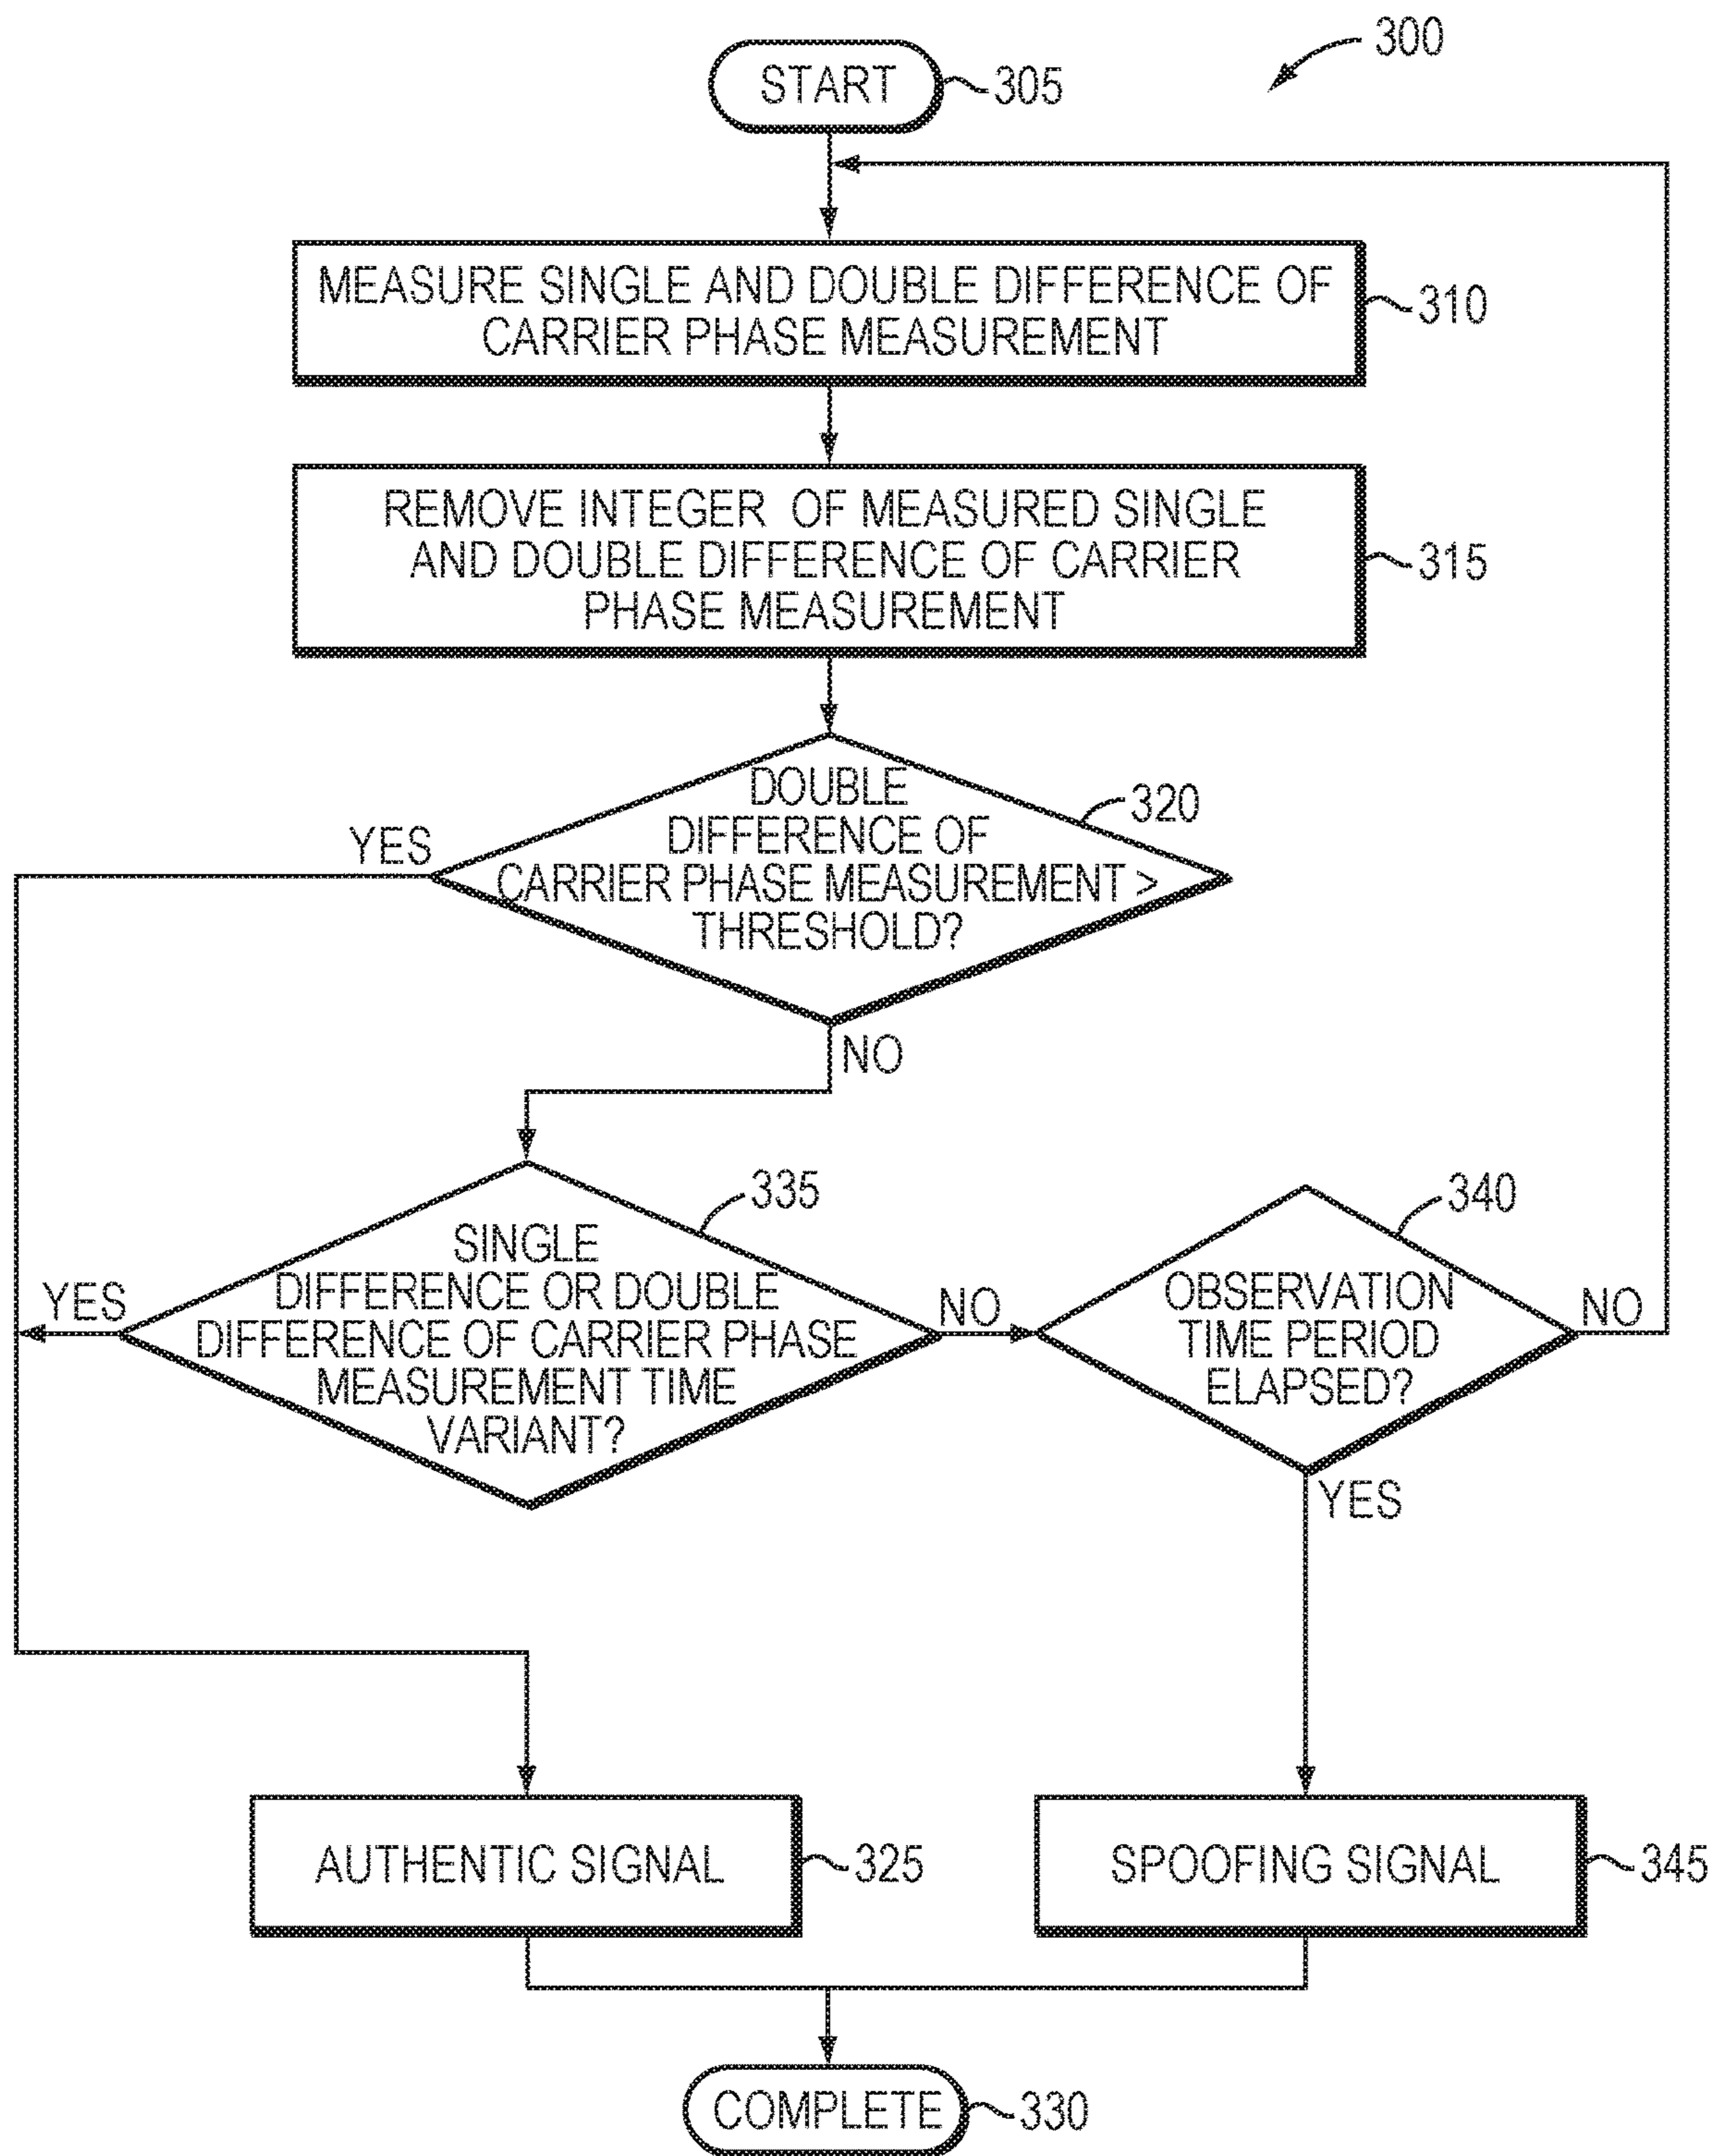 300
START
305
MEASURE SINGLE AND DOUBLE DIFFERENCE OF
CARRIER PHASE MEASUREMENT
310
REMOVE INTEGER OF MEASURED SINGLE
AND DOUBLE DIFFERENCE OF CARRIER
PHASE MEASUREMENT
315
DOUBLE
DIFFERENCE OF
CARRIER PHASE MEASUREMENT >
THRESHOLD?
320
YES
NO
SINGLE
DIFFERENCE OR DOUBLE
DIFFERENCE OF CARRIER PHASE
MEASUREMENT TIME
VARIANT?
335
YES
NO
OBSERVATION
TIME PERIOD
ELAPSED?
340
NO
YES
AUTHENTIC SIGNAL
325
SPOOFING SIGNAL
345
COMPLETE
330